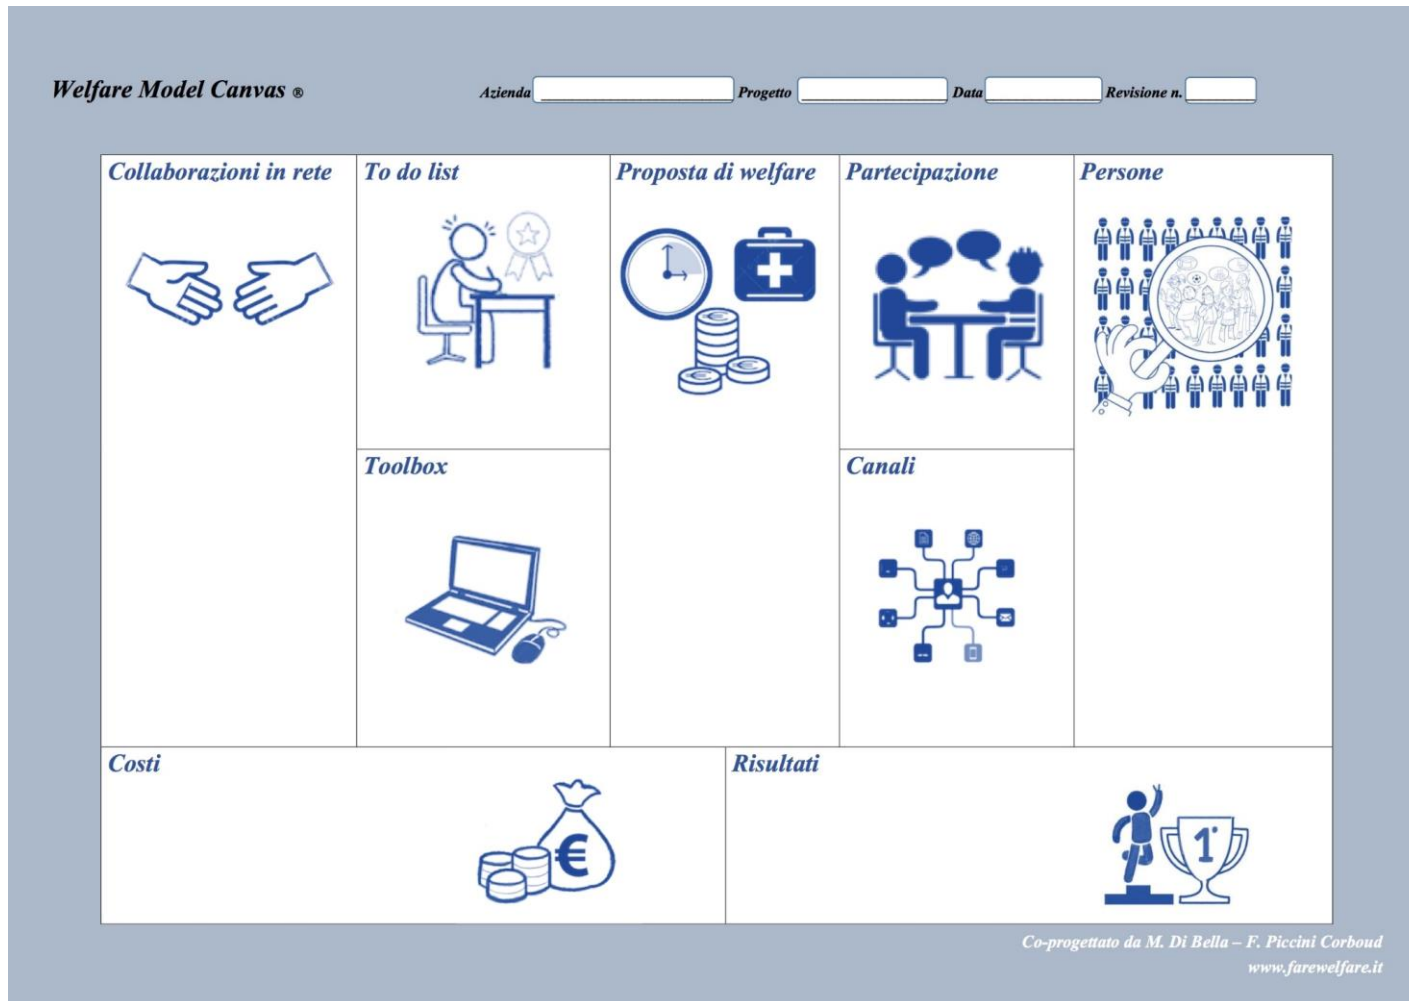 Welfare Model Canvas ®
Azienda Progetto Data Revisione n.
Collaborazioni in rete
To do list
Proposta di welfare
Partecipazione
Persone
Toolbox
Canali
Costi
€
Risultati
1°
Co-progettato da M. Di Bella – F. Piccini Corboud
www.farewelfare.it